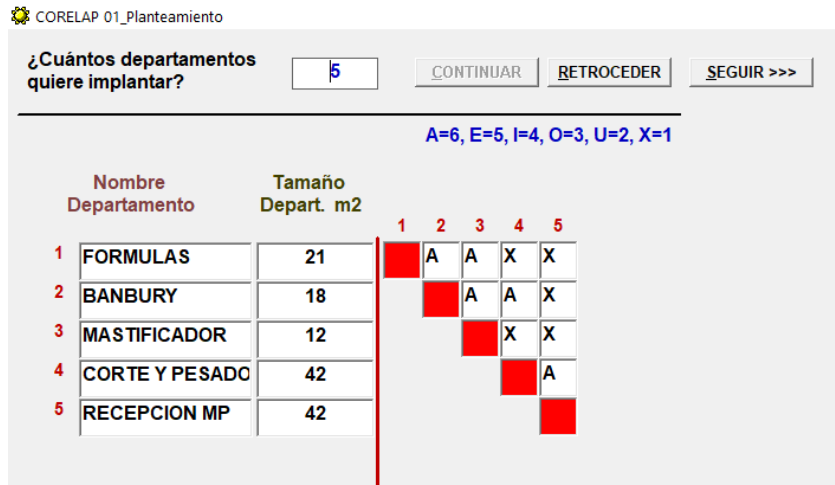 CORELAP 01_Planteamiento
¿Cuántos departamentos
quiere implantar?
5
CONTINUAR
RETROCEDER
SEGUIR >>>
A=6, E=5, I=4, O=3, U=2, X=1
Nombre
Departamento
Tamaño
Depart. m2
1 2 3 4 5
1 FORMULAS 21 A A X X
2 BANBURY 18 A A X
3 MASTIFICADOR 12 X X
4 CORTE Y PESADO 42 A
5 RECEPCION MP 42